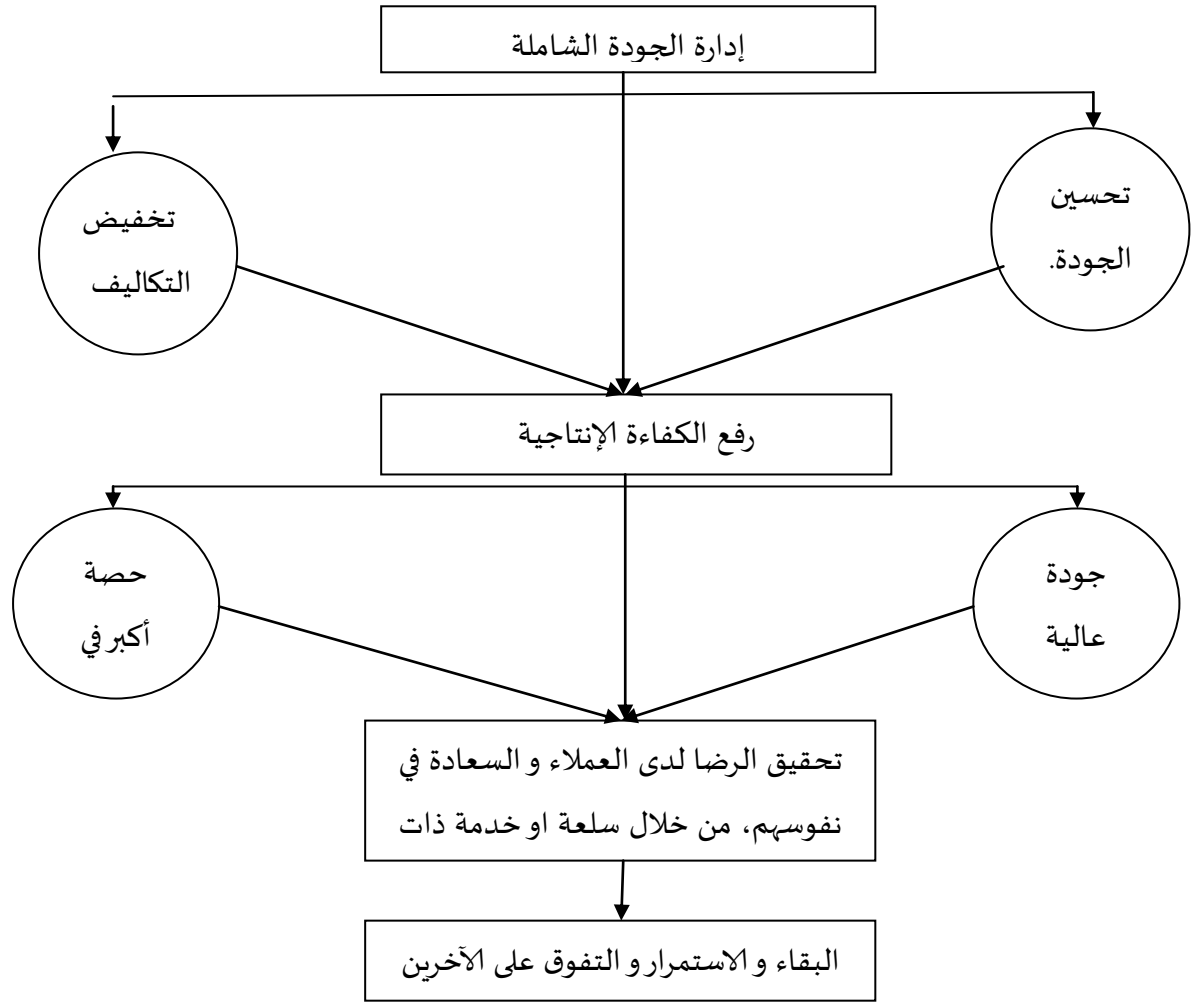 إدارة الجودة الشاملة
تحسين
الجودة.
تخفيض
التكاليف
رفع الكفاءة الإنتاجية
جودة
عالية
حصة
أكبر في
تحقيق الرضا لدى العملاء و السعادة في
نفوسهم، من خلال سلعة او خدمة ذات
البقاء و الاستمرار و التفوق على الآخرين